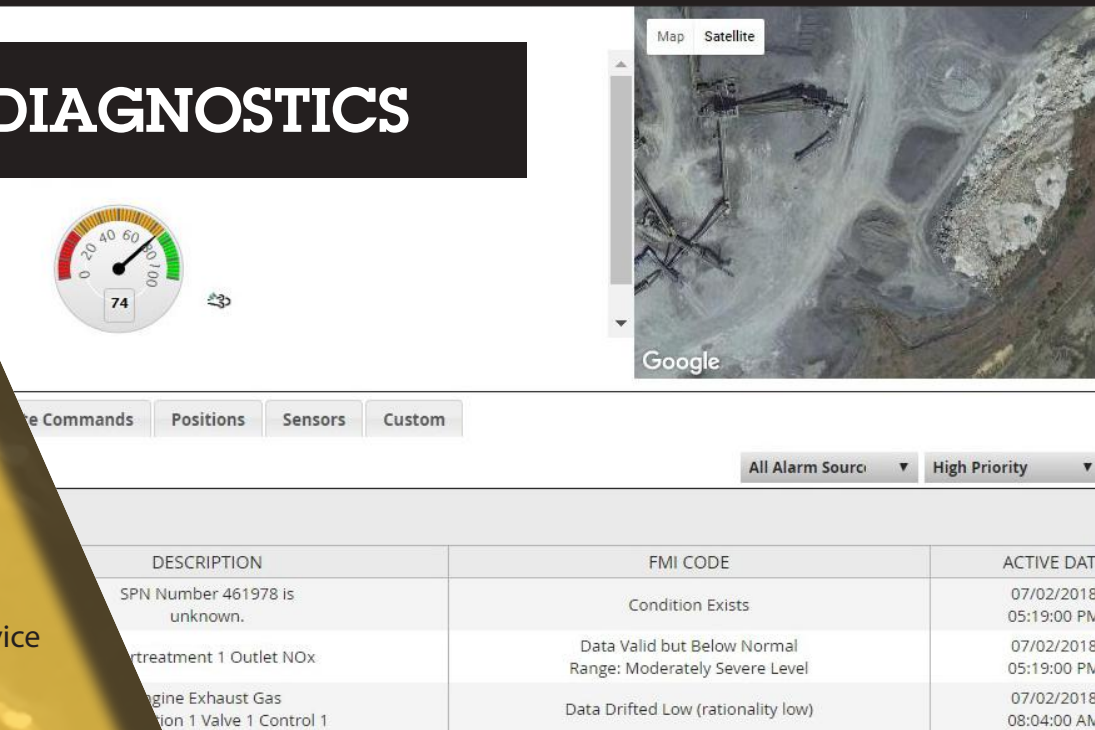 Map Satellite
DIAGNOSTICS
0 20 40 60 80 100
74
Google
Commands Positions Sensors Custom
All Alarm Sourc ▼ High Priority ▼
DESCRIPTION FMI CODE ACTIVE DAT
SPN Number 461978 is
unknown.
Condition Exists
07/02/2018
05:19:00 PM
vice
rtreatment 1 Outlet NOx
Data Valid but Below Normal
Range: Moderately Severe Level
07/02/2018
05:19:00 PM
gine Exhaust Gas
tion 1 Valve 1 Control 1
Data Drifted Low (rationality low)
07/02/2018
08:04:00 AM